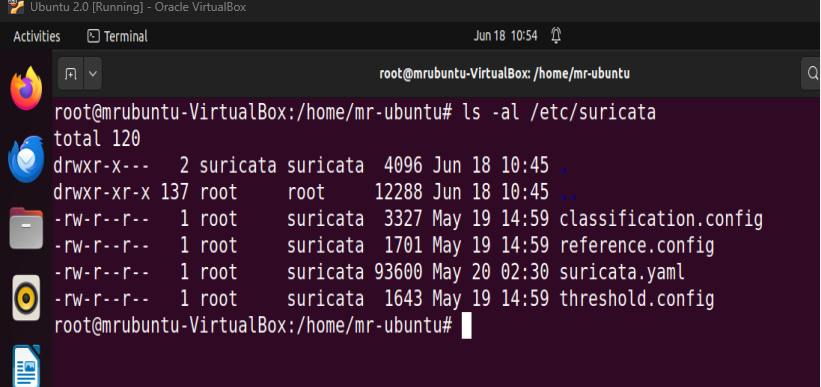 Ubuntu 2.0 [Running] - Oracle VirtualBox
Activities Terminal Jun 18 10:54
root@mrubuntu-VirtualBox: /home/mr-ubuntu
root@mrubuntu-VirtualBox:/home/mr-ubuntu# ls -al /etc/suricata
total 120
drwxr-x--- 2 suricata suricata 4096 Jun 18 10:45 .
drwxr-xr-x 137 root root 12288 Jun 18 10:45 ..
-rw-r--r-- 1 root suricata 3327 May 19 14:59 classification.config
-rw-r--r-- 1 root suricata 1701 May 19 14:59 reference.config
-rw-r--r-- 1 root suricata 93600 May 20 02:30 suricata.yaml
-rw-r--r-- 1 root suricata 1643 May 19 14:59 threshold.config
root@mrubuntu-VirtualBox:/home/mr-ubuntu#